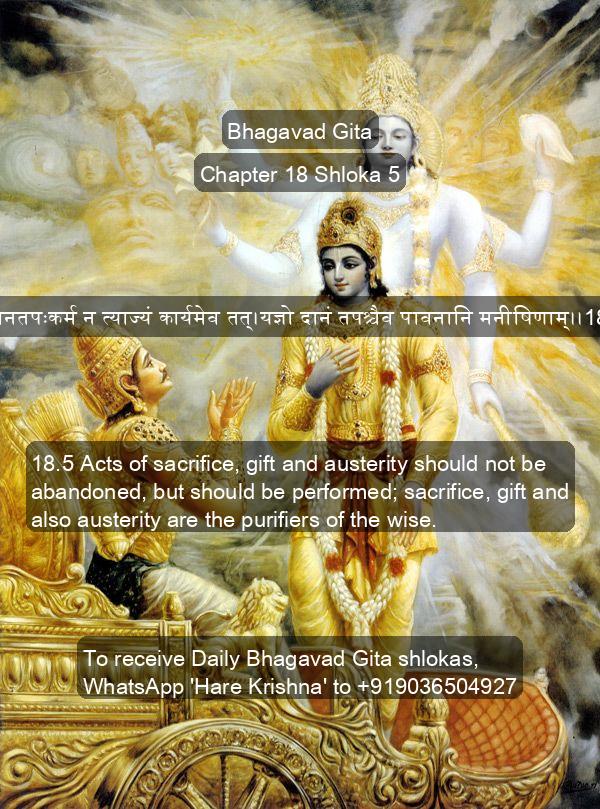 Bhagavad Gita
Chapter 18 Shloka 5
नतपःकर्म न त्याज्यं कार्यमेव तत्।यज्ञो दानं तपश्चैव पावनानि मनीषिणाम्।।18
18.5 Acts of sacrifice, gift and austerity should not be
abandoned, but should be performed; sacrifice, gift and
also austerity are the purifiers of the wise.
To receive Daily Bhagavad Gita shlokas,
WhatsApp 'Hare Krishna' to +919036504927